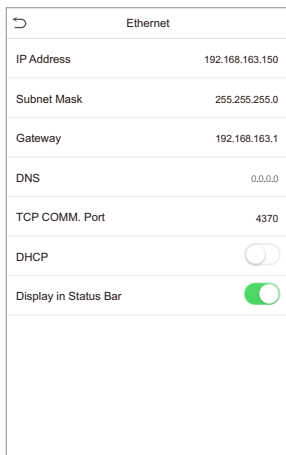 Ethernet
IP Address 192.168.163.150
Subnet Mask 255.255.255.0
Gateway 192.168.163.1
DNS 0.0.0.0
TCP COMM. Port 4370
DHCP
Display in Status Bar